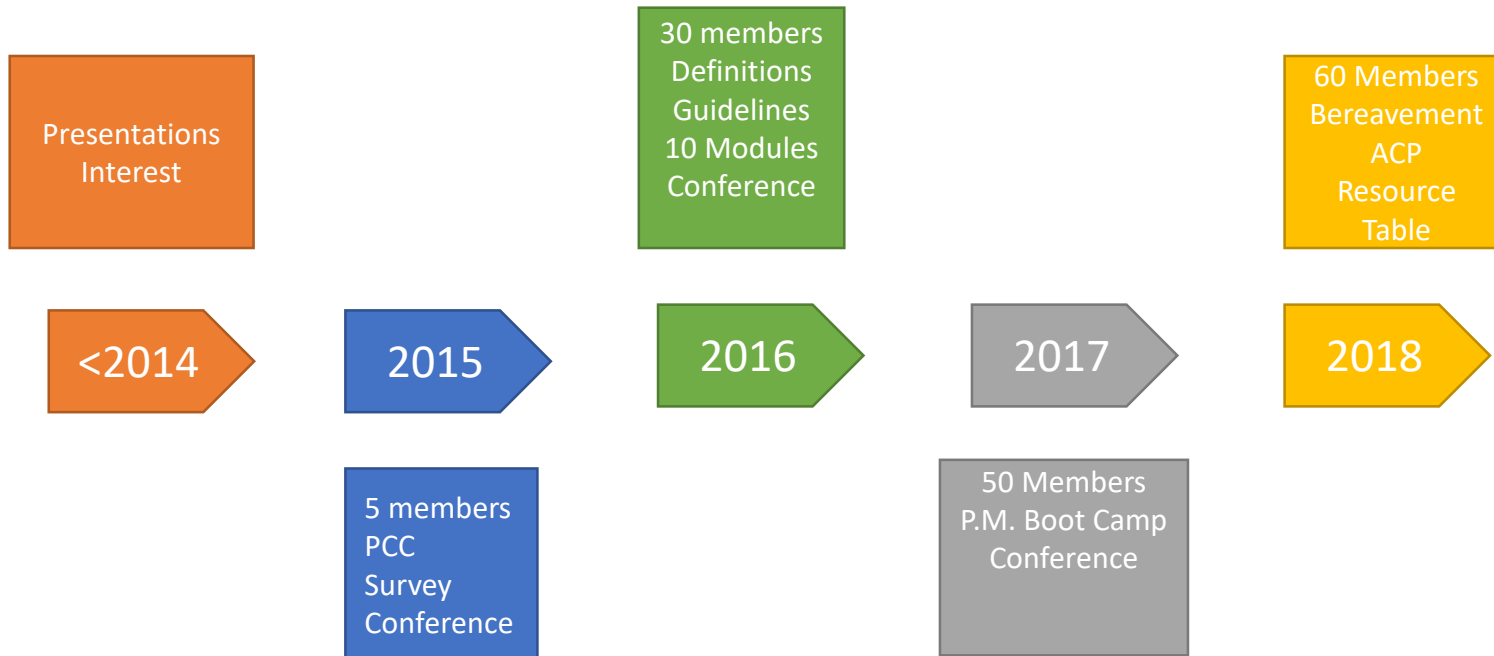 Presentations
Interest
30 members
Definitions
Guidelines
10 Modules
Conference
60 Members
Bereavement
ACP
Resource
Table
<2014
2015
2016
2017
2018
5 members
PCC
Survey
Conference
50 Members
P.M. Boot Camp
Conference